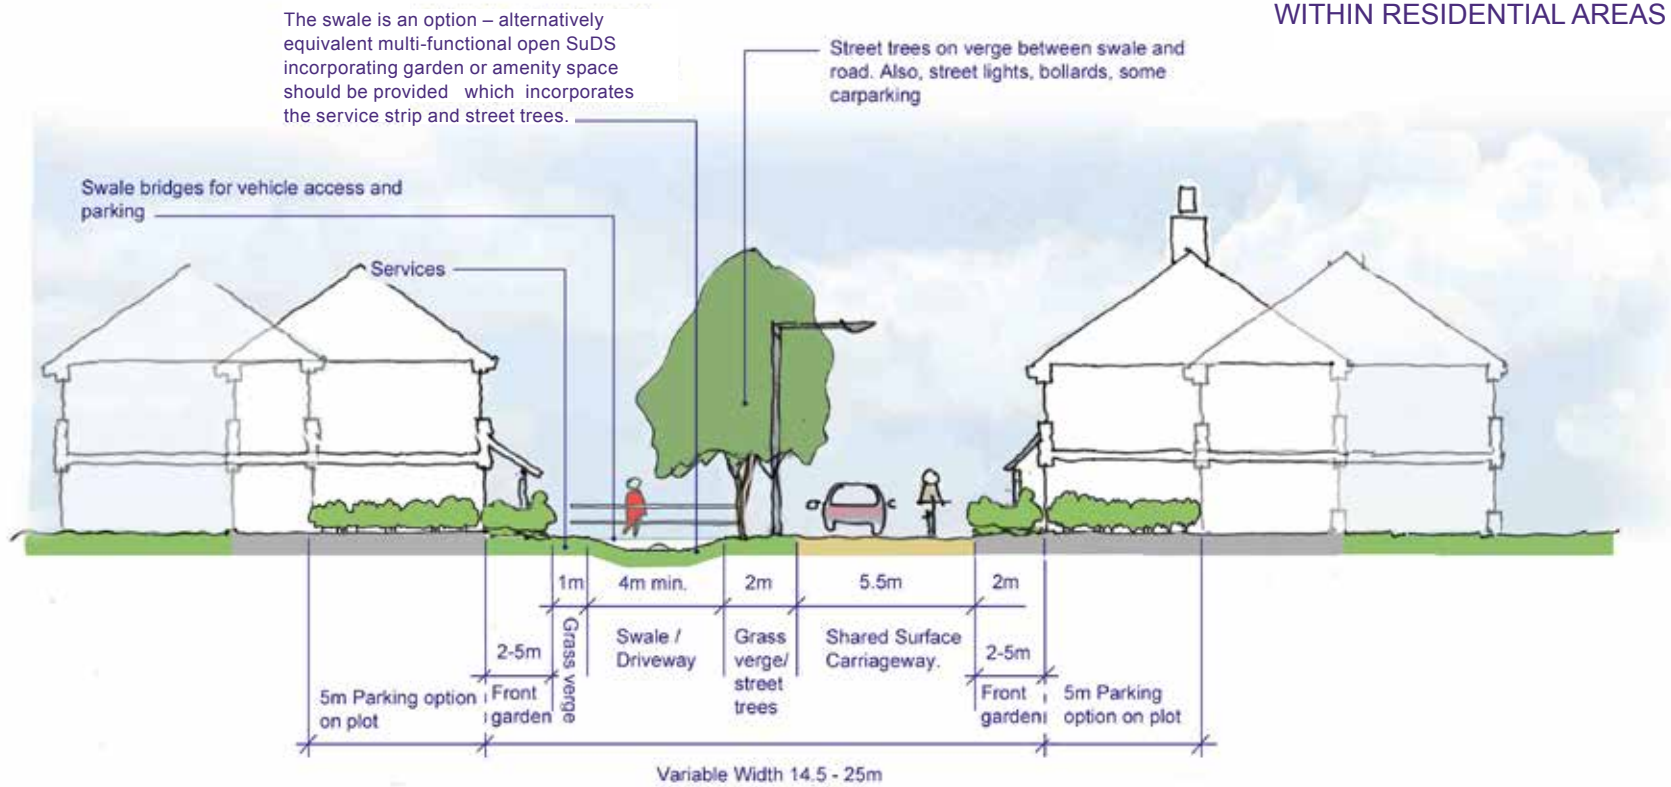 WITHIN RESIDENTIAL AREAS
The swale is an option – alternatively
equivalent multi-functional open SuDS
incorporating garden or amenity space
should be provided which incorporates
the service strip and street trees.
Street trees on verge between swale and
road. Also, street lights, bollards, some
carparking
Swale bridges for vehicle access and
parking
Services
1m
4m min.
2m
5.5m
2m
2-5m
Grass verge
Swale /
Driveway
Grass
verge/
street
trees
Shared Surface
Carriageway.
2-5m
5m Parking option
on plot
Front
garden
Front
garden
5m Parking
option on plot
Variable Width 14.5 - 25m